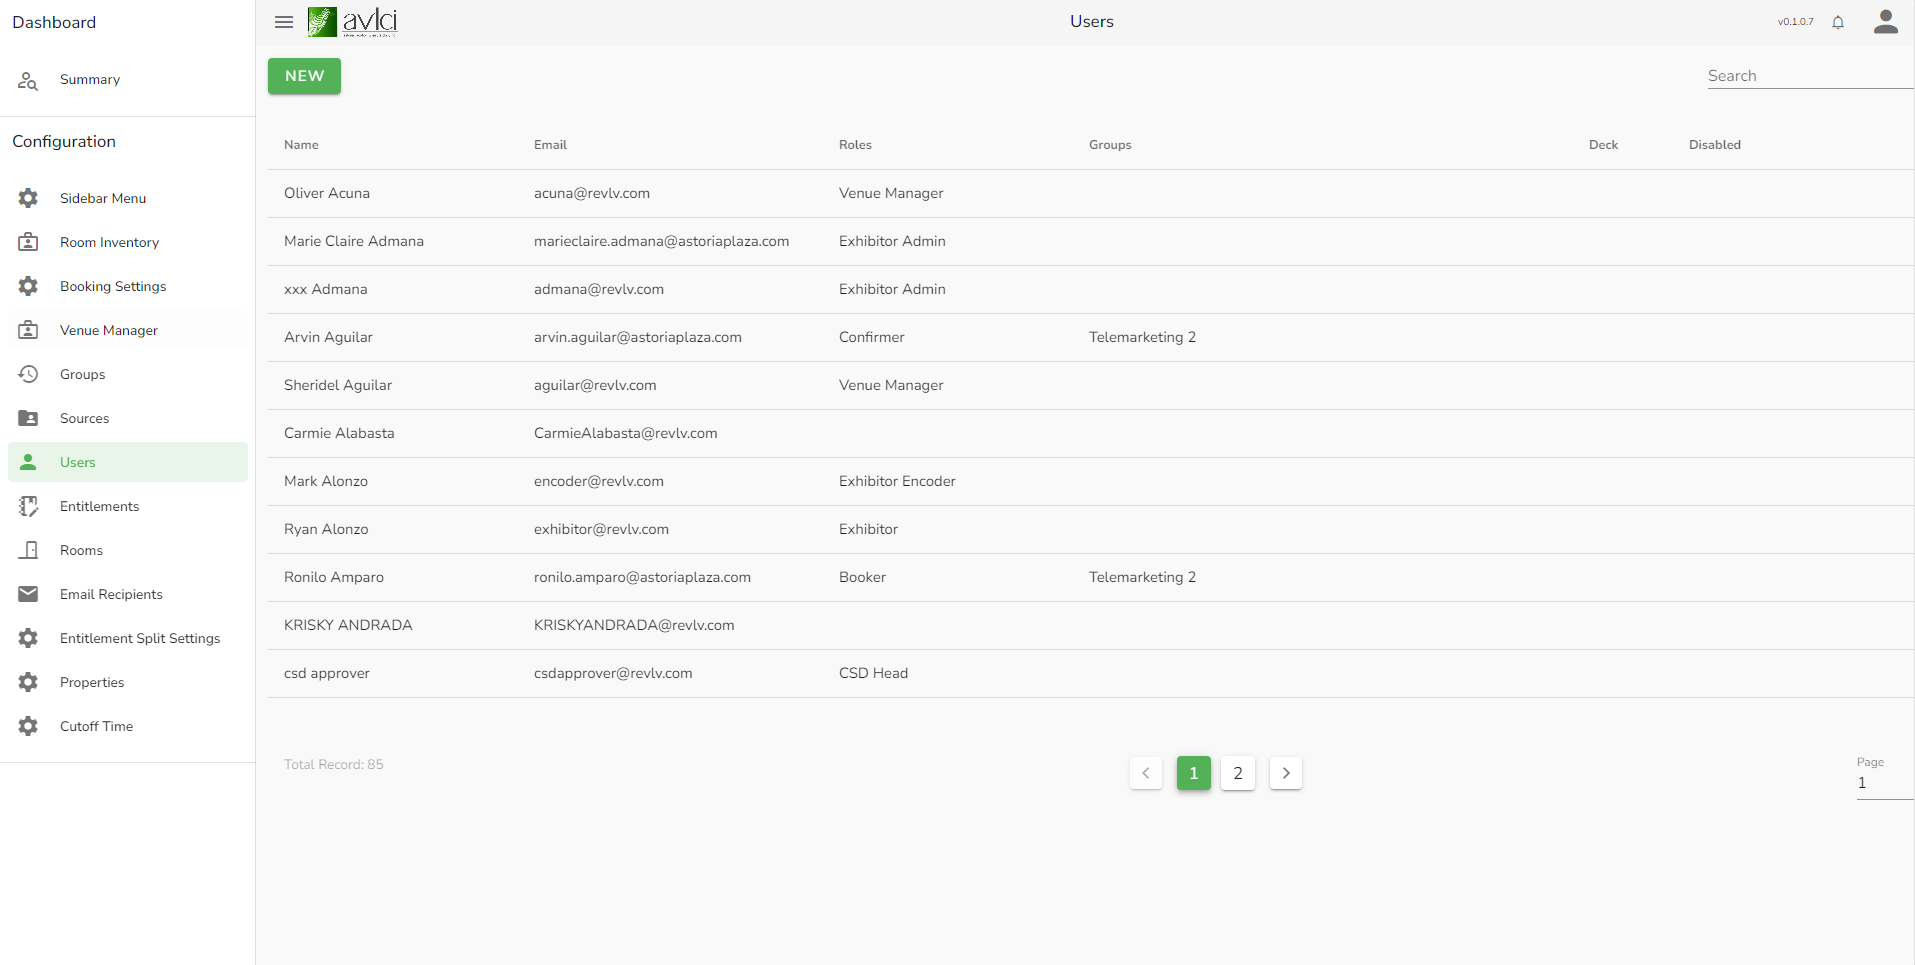 Dashboard
Summary
Configuration
Sidebar Menu
Room Inventory
Booking Settings
Venue Manager
Groups
Sources
Users
Entitlements
Rooms
Email Recipients
Entitlement Split Settings
Properties
Cutoff Time
avlci
Users
v0.1.0.7
NEW
Search
Name Email Roles Groups Deck Disabled
Oliver Acuna acuna@revlv.com Venue Manager
Marie Claire Admana marieclaire.admana@astoriaplaza.com Exhibitor Admin
xxx Admana admana@revlv.com Exhibitor Admin
Arvin Aguilar arvin.aguilar@astoriaplaza.com Confirmer Telemarketing 2
Sheridel Aguilar aguilar@revlv.com Venue Manager
Carmie Alabasta CarmieAlabasta@revlv.com
Mark Alonzo encoder@revlv.com Exhibitor Encoder
Ryan Alonzo exhibitor@revlv.com Exhibitor
Ronilo Amparo ronilo.amparo@astoriaplaza.com Booker Telemarketing 2
KRISKY ANDRADA KRISKYANDRADA@revlv.com
csd approver csdapprover@revlv.com CSD Head
Total Record: 85
1 2
Page
1